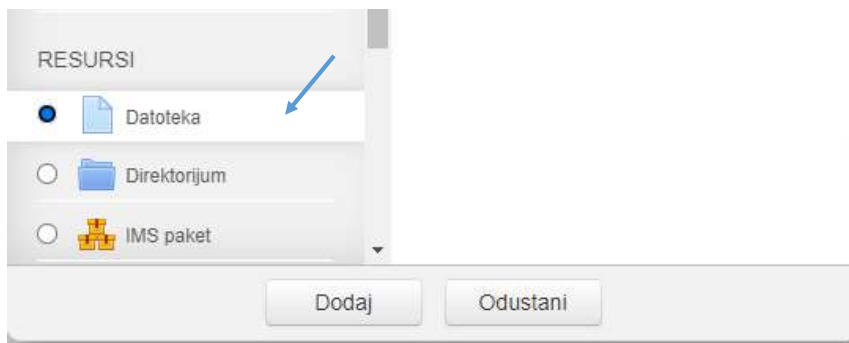 RESURSI
Datoteka
Direktorijum
IMS paket
Dodaj Odustani